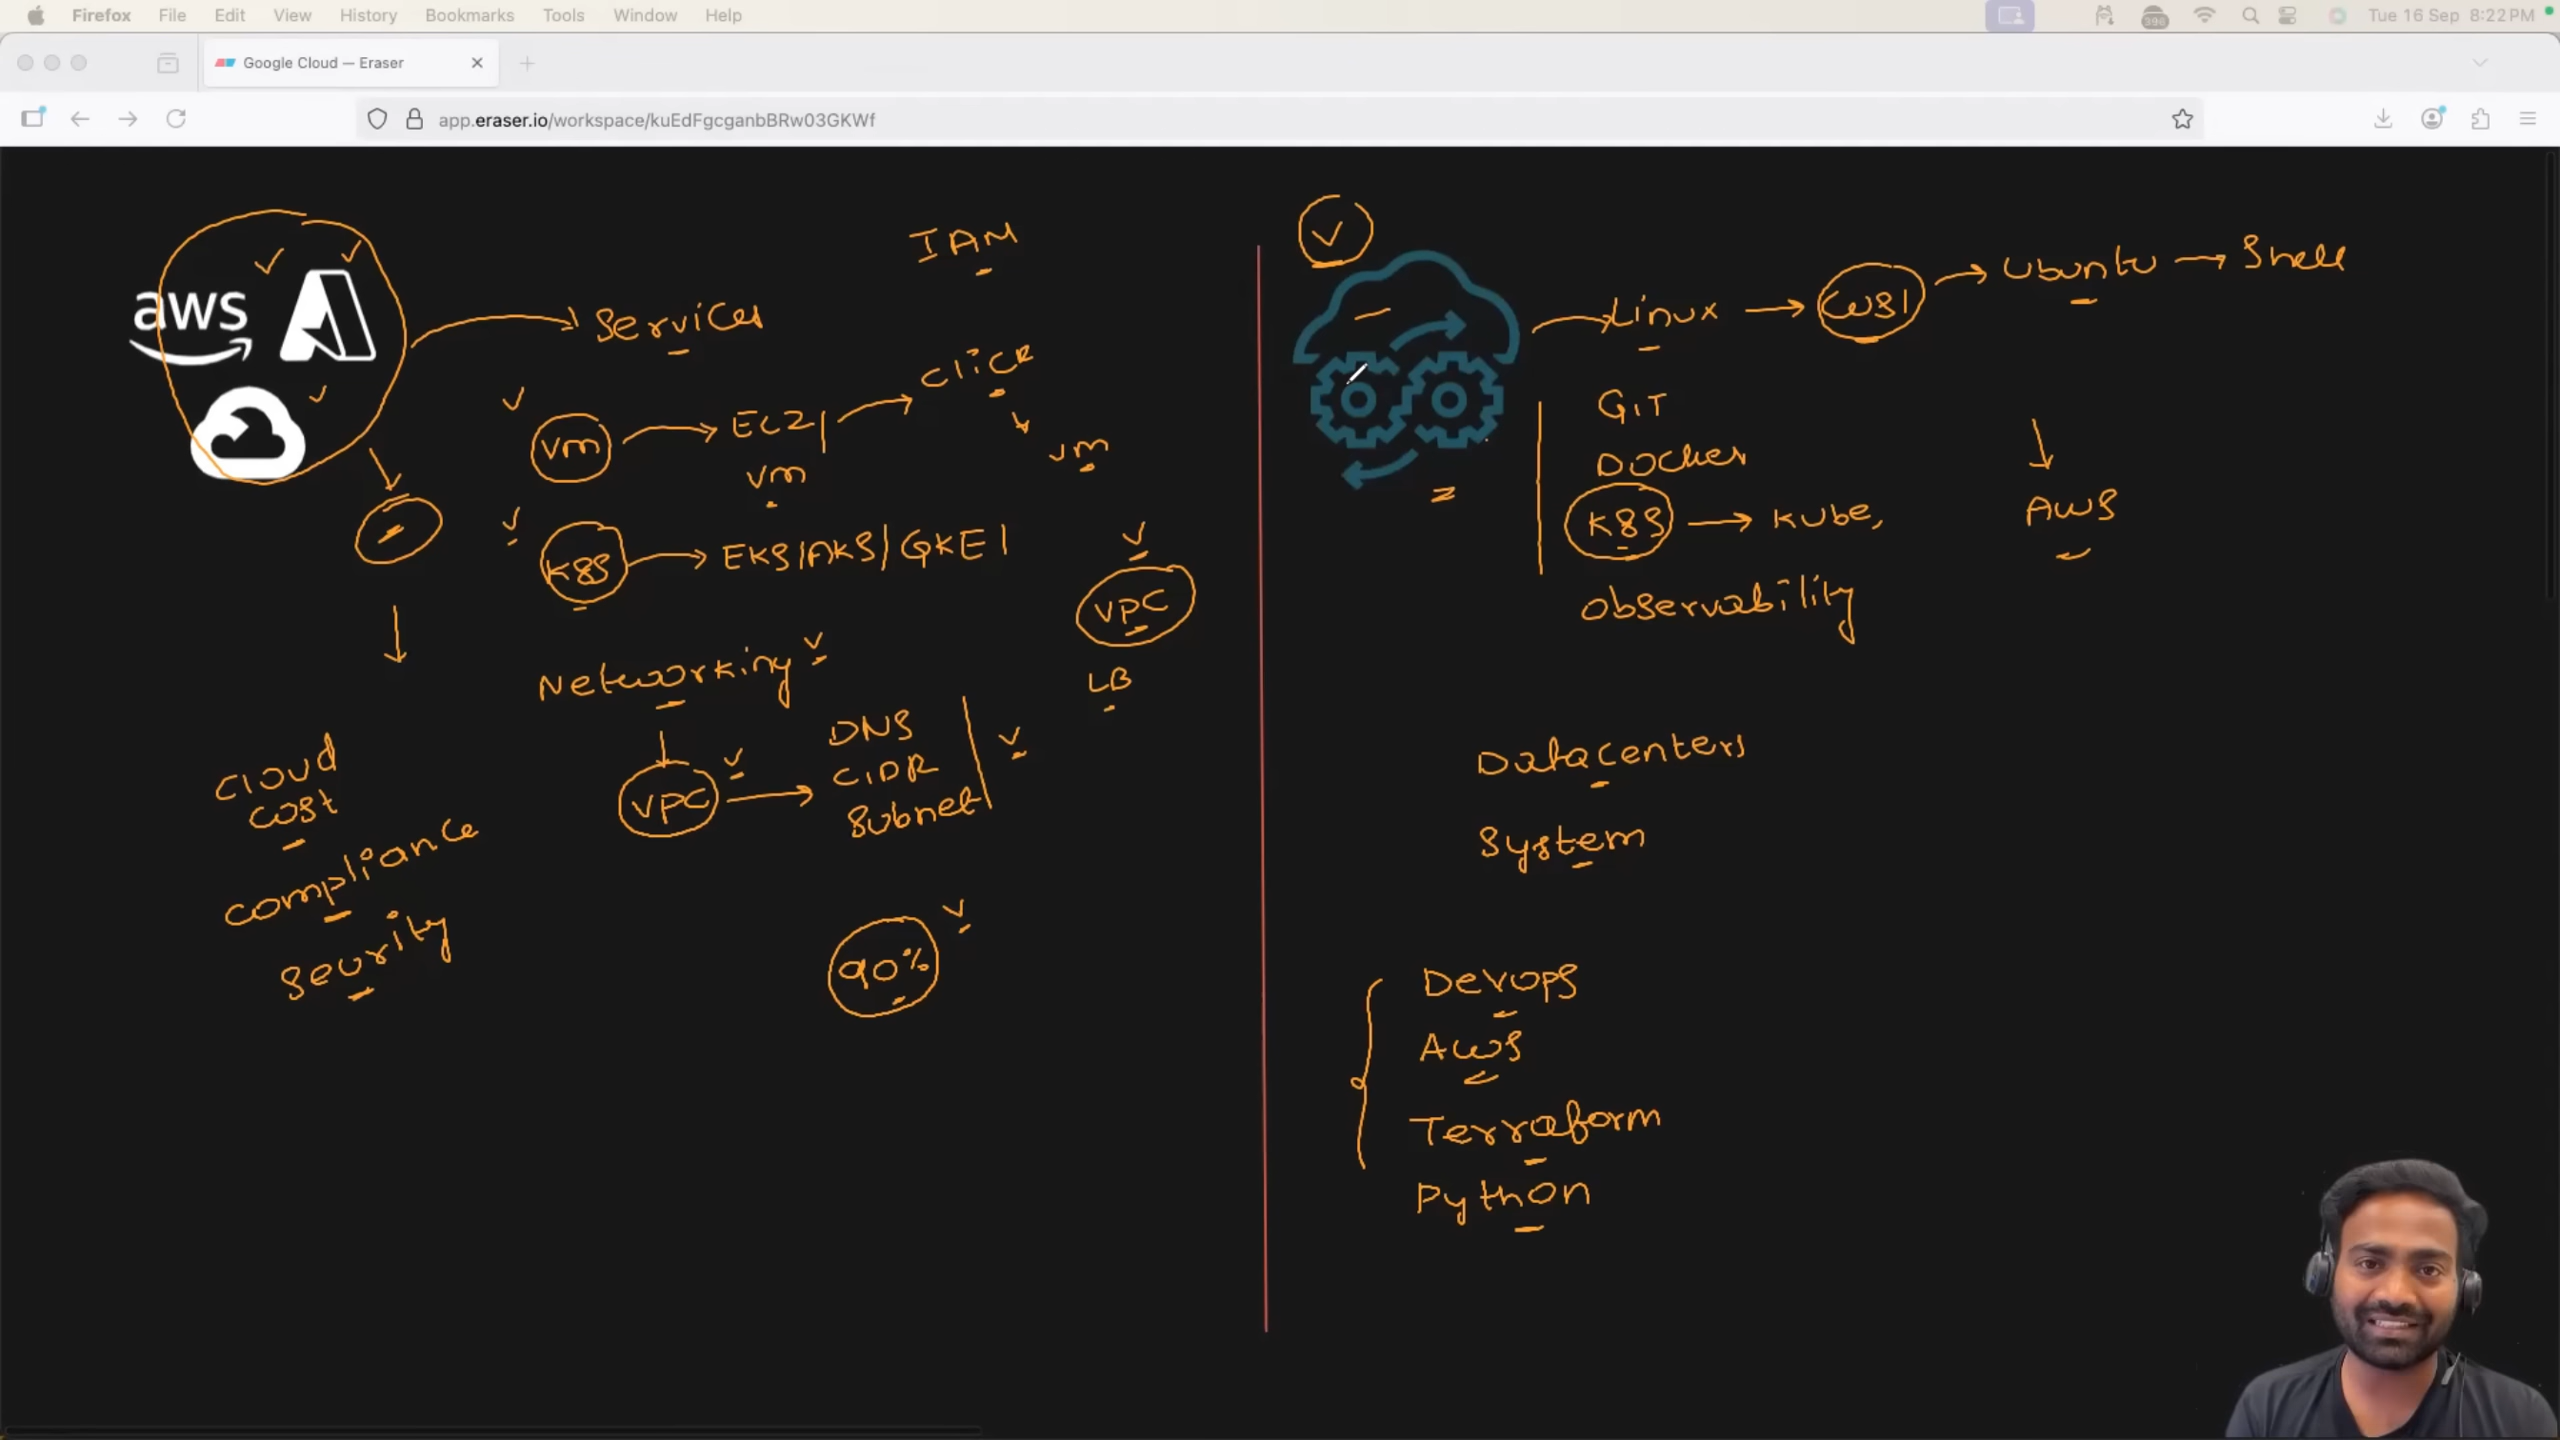 Firefox File Edit View History Bookmarks Tools Window Help
Tue 16 Sep 8:22 PM
Google Cloud — Eraser
app.eraser.io/workspace/kuEdFgcganbBRw03GKWf
aws
Services
IAM
VM
EC2
VM
Click
VM
K8S
EKS/AKS/GKE
VPC
LB
Networking
VPC
DNS
CIDR
Subnet
Cloud
Cost
Compliance
Seurity
90%
Linux
WSL
Ubuntu
Shell
GIT
Docker
K8S
Kube,
Observability
AWS
Datacenters
System
Devops
AWS
Terraform
Python